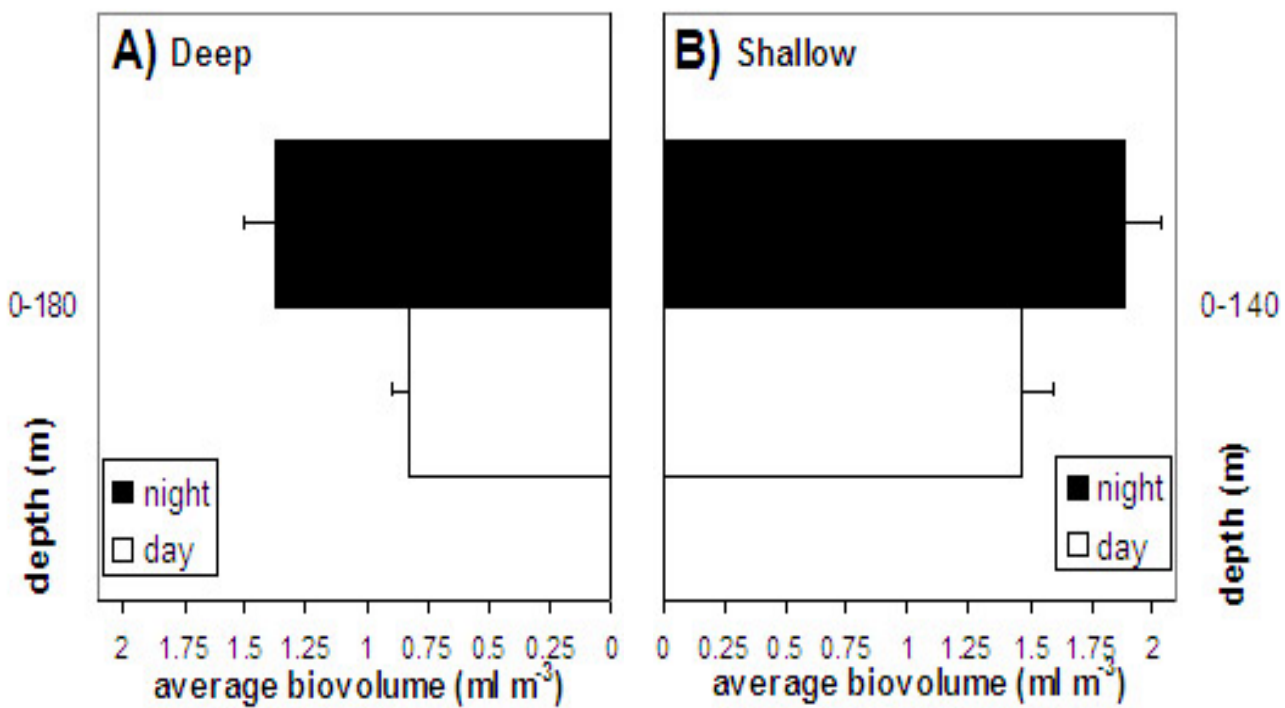 A) Deep
B) Shallow
0-180
0-140
depth (m)
night
day
night
day
depth (m)
2 1.75 1.5 1.25 1 0.75 0.5 0.25 0
0 0.25 0.5 0.75 1 1.25 1.5 1.75 2
average biovolume (ml m⁻³)
average biovolume (ml m⁻³)